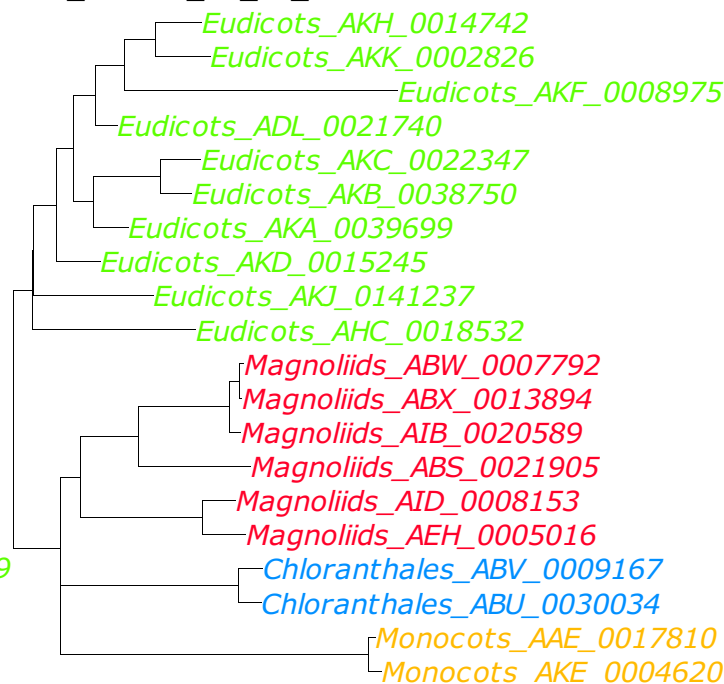 Eudicots_AKH_0014742
Eudicots_AKK_0002826
Eudicots_AKF_0008975
Eudicots_ADL_0021740
Eudicots_AKC_0022347
Eudicots_AKB_0038750
Eudicots_AKA_0039699
Eudicots_AKD_0015245
Eudicots_AKJ_0141237
Eudicots_AHC_0018532
Magnoliids_ABW_0007792
Magnoliids_ABX_0013894
Magnoliids_AIB_0020589
Magnoliids_ABS_0021905
Magnoliids_AID_0008153
Magnoliids_AEH_0005016
9
Chloranthales_ABV_0009167
Chloranthales_ABU_0030034
Monocots_AAE_0017810
Monocots_AKE_0004620